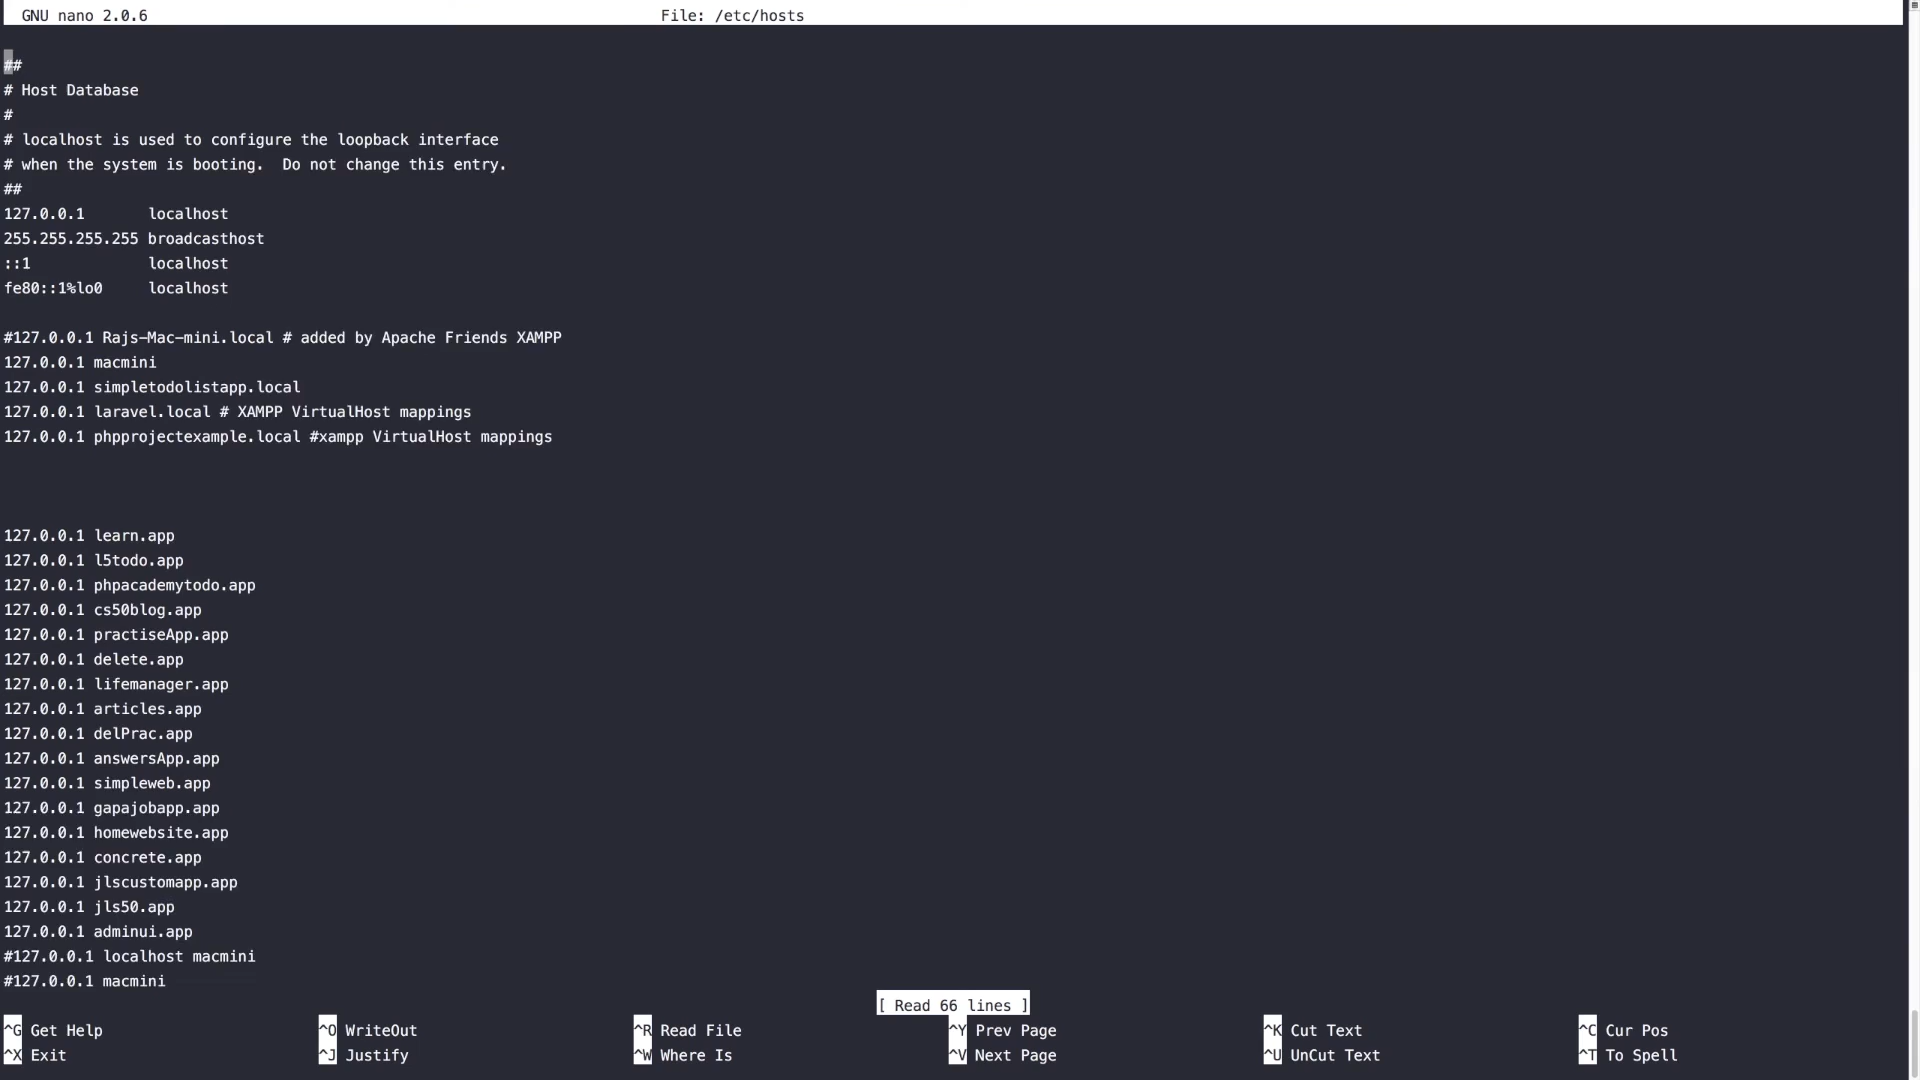 GNU nano 2.0.6 File: /etc/hosts
##
# Host Database
#
# localhost is used to configure the loopback interface
# when the system is booting.  Do not change this entry.
##
127.0.0.1       localhost
255.255.255.255 broadcasthost
::1             localhost
fe80::1%lo0     localhost
#127.0.0.1 Rajs-Mac-mini.local # added by Apache Friends XAMPP
127.0.0.1 macmini
127.0.0.1 simpletodolistapp.local
127.0.0.1 laravel.local # XAMPP VirtualHost mappings
127.0.0.1 phpprojectexample.local #xampp VirtualHost mappings
127.0.0.1 learn.app
127.0.0.1 l5todo.app
127.0.0.1 phpacademytodo.app
127.0.0.1 cs50blog.app
127.0.0.1 practiseApp.app
127.0.0.1 delete.app
127.0.0.1 lifemanager.app
127.0.0.1 articles.app
127.0.0.1 delPrac.app
127.0.0.1 answersApp.app
127.0.0.1 simpleweb.app
127.0.0.1 gapajobapp.app
127.0.0.1 homewebsite.app
127.0.0.1 concrete.app
127.0.0.1 jlscustomapp.app
127.0.0.1 jls50.app
127.0.0.1 adminui.app
#127.0.0.1 localhost macmini
#127.0.0.1 macmini
[ Read 66 lines ]
^G Get Help ^O WriteOut ^R Read File ^Y Prev Page ^K Cut Text ^C Cur Pos
^X Exit ^J Justify ^W Where Is ^V Next Page ^U UnCut Text ^T To Spell